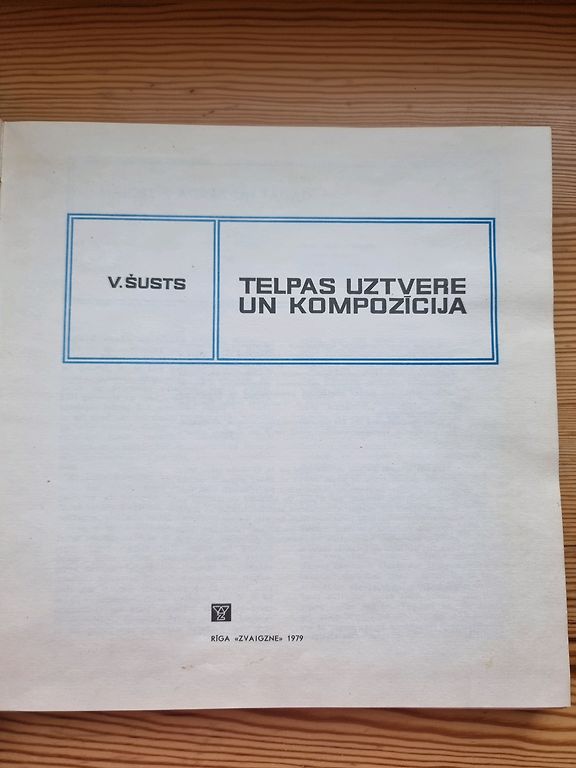 V. ŠUSTS
TELPAS UZTVERE
UN KOMPOZĪCIJA
RĪGA «ZVAIGZNE» 1979